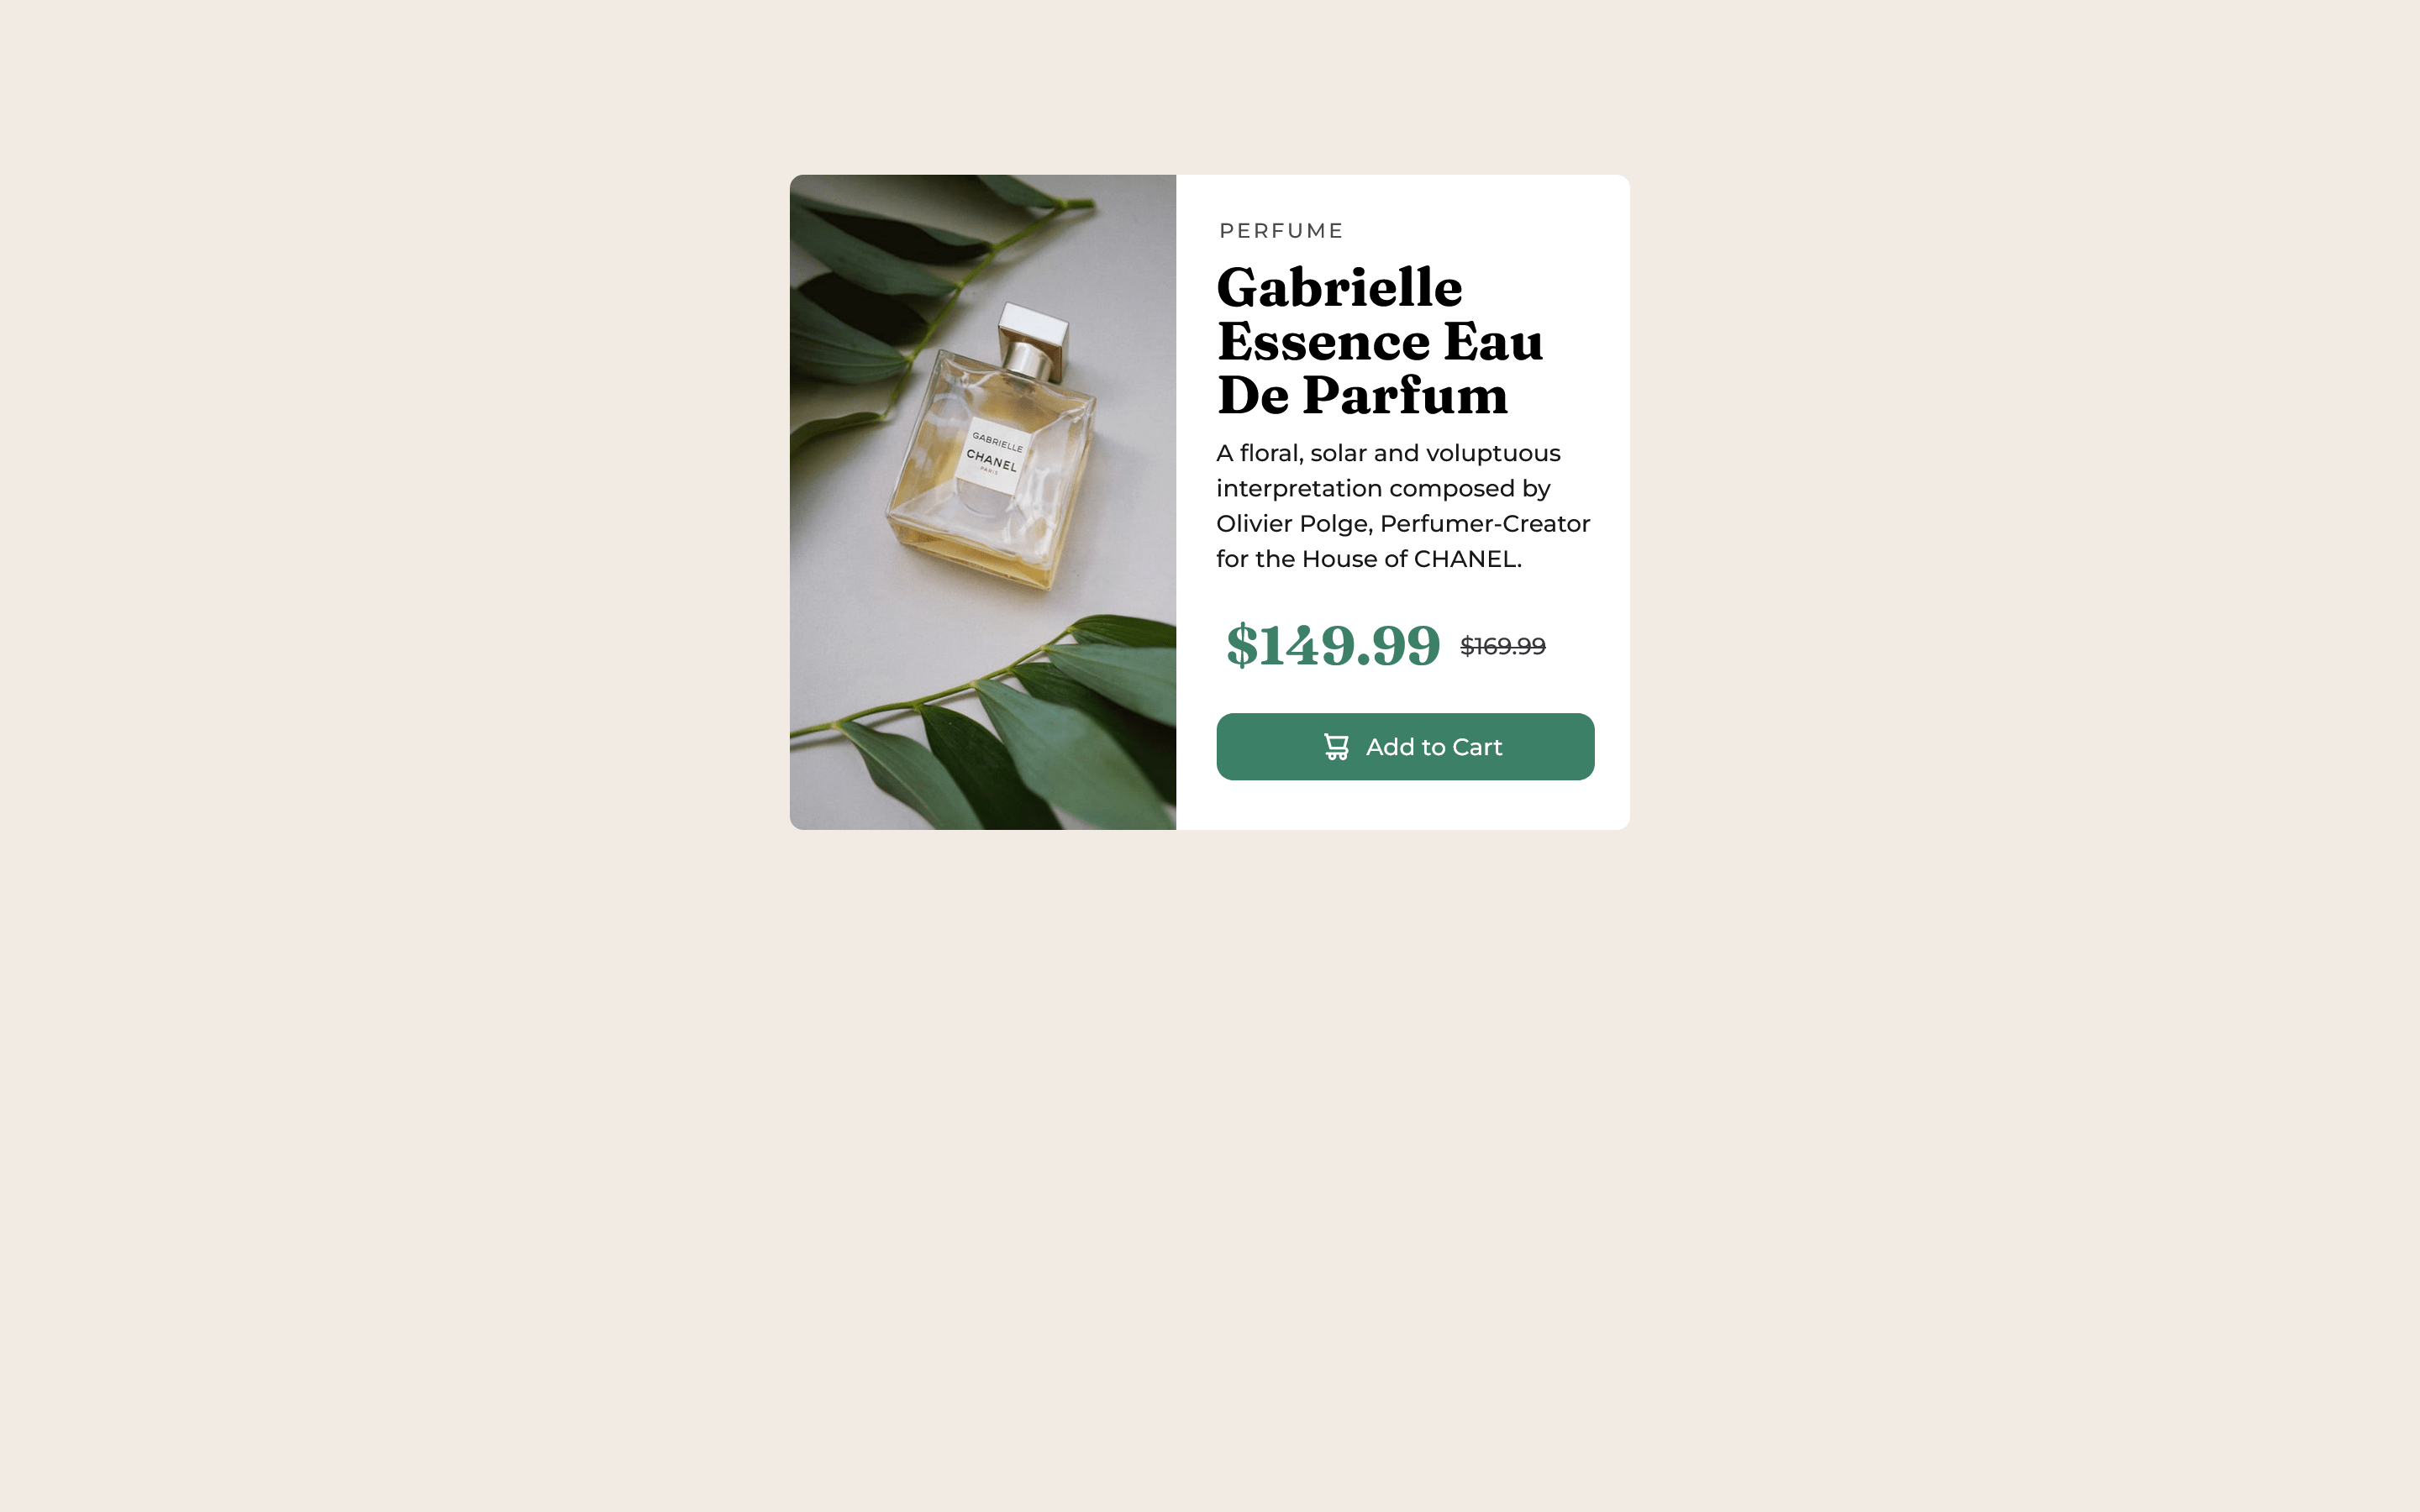 GABRIELLE
CHANEL
PARIS
PERFUME
Gabrielle
Essence Eau
De Parfum
A floral, solar and voluptuous
interpretation composed by
Olivier Polge, Perfumer-Creator
for the House of CHANEL.
$149.99 $169.99
Add to Cart